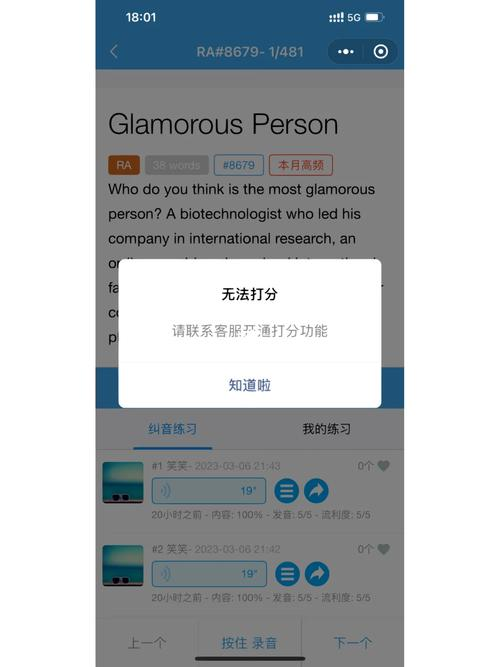 18:01
5G
RA#8679- 1/481
Glamorous Person
RA 38 words #8679 本月高频
Who do you think is the most glamorous
person? A biotechnologist who led his
company in international research, an
无法打分
请联系客服开通打分功能
知道啦
纠音练习 我的练习
#1 笑笑- 2023-03-06 21:43 0个
19"
20小时之前 - 内容: 100% - 发音: 5/5 - 流利度: 5/5
#2 笑笑- 2023-03-06 21:42 0个
19"
20小时之前 - 内容: 100% - 发音: 5/5 - 流利度: 5/5
上一个 按住 录音 下一个